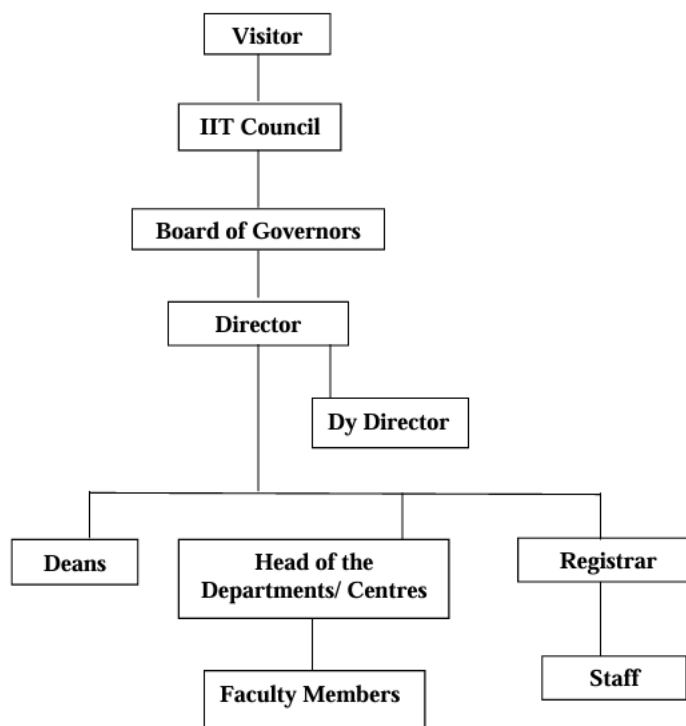 Visitor
IIT Council
Board of Governors
Director
Dy Director
Deans
Head of the
Departments/ Centres
Registrar
Faculty Members
Staff